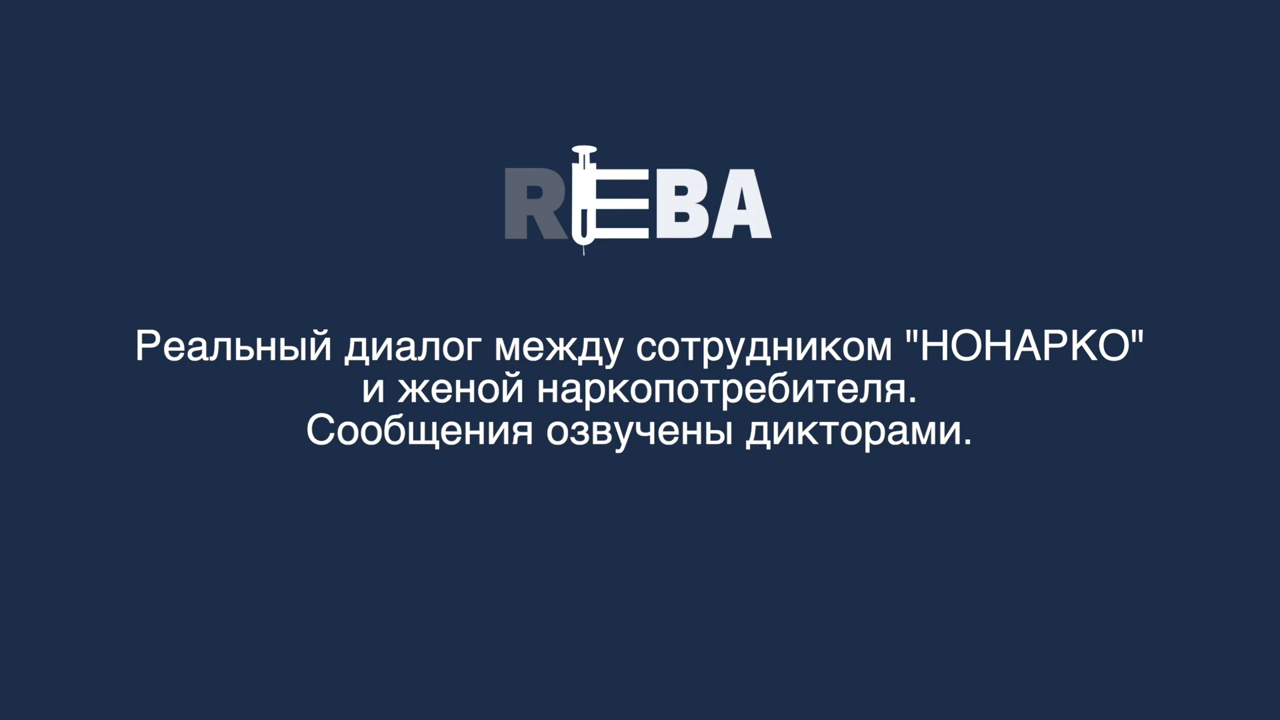 REBA
Реальный диалог между сотрудником "НОНАРКО"
и женой наркопотребителя.
Сообщения озвучены дикторами.